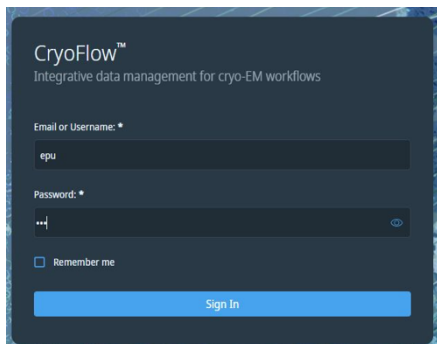 CryoFlow™
Integrative data management for cryo-EM workflows
Email or Username: *
epu
Password: *
•••
Remember me
Sign In